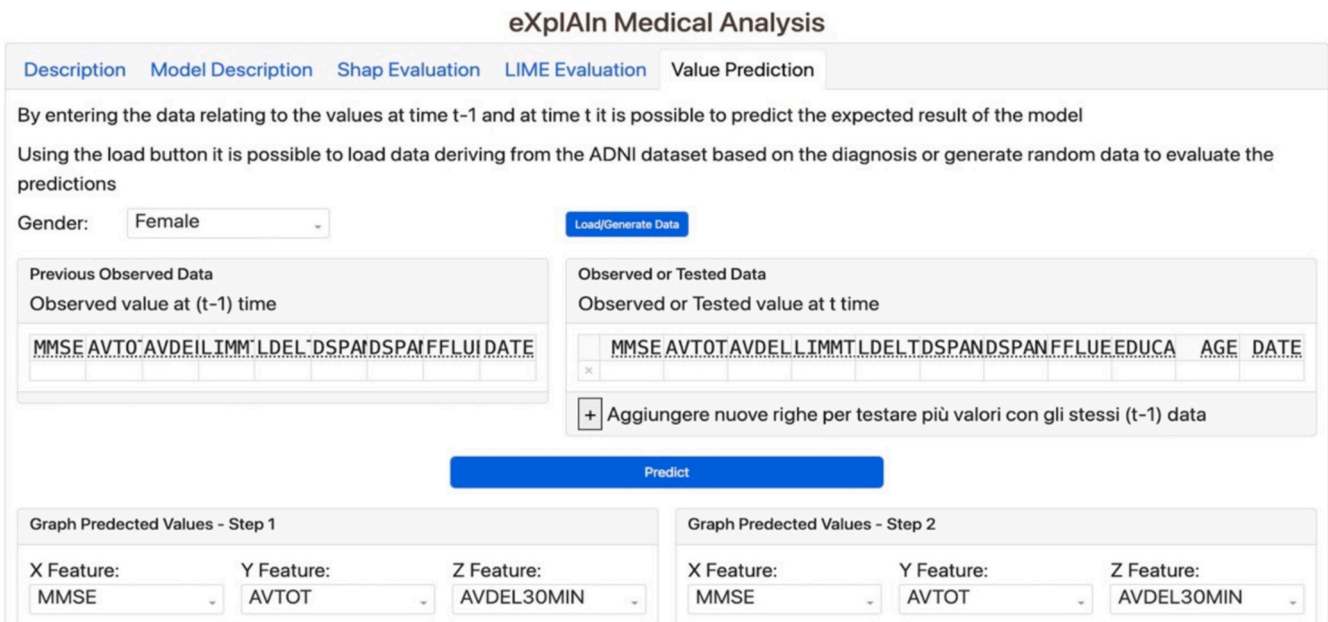 eXplAIn Medical Analysis
Description Model Description Shap Evaluation LIME Evaluation Value Prediction
By entering the data relating to the values at time t-1 and at time t it is possible to predict the expected result of the model
Using the load button it is possible to load data deriving from the ADNI dataset based on the diagnosis or generate random data to evaluate the
predictions
Gender: Female Load/Generate Data
Previous Observed Data
Observed value at (t-1) time
MMSE AVTO AVDE LIMM LDEL DSPA DSPA FFLU DATE
Observed or Tested Data
Observed or Tested value at t time
MMSE AVTOT AVDEL LIMMT LDELT DSPAN DSPAN FFLUE EDUCA AGE DATE
×
+ Aggiungere nuove righe per testare più valori con gli stessi (t-1) data
Predict
Graph Predected Values - Step 1
X Feature: Y Feature: Z Feature:
MMSE AVTOT AVDEL30MIN
Graph Predected Values - Step 2
X Feature: Y Feature: Z Feature:
MMSE AVTOT AVDEL30MIN